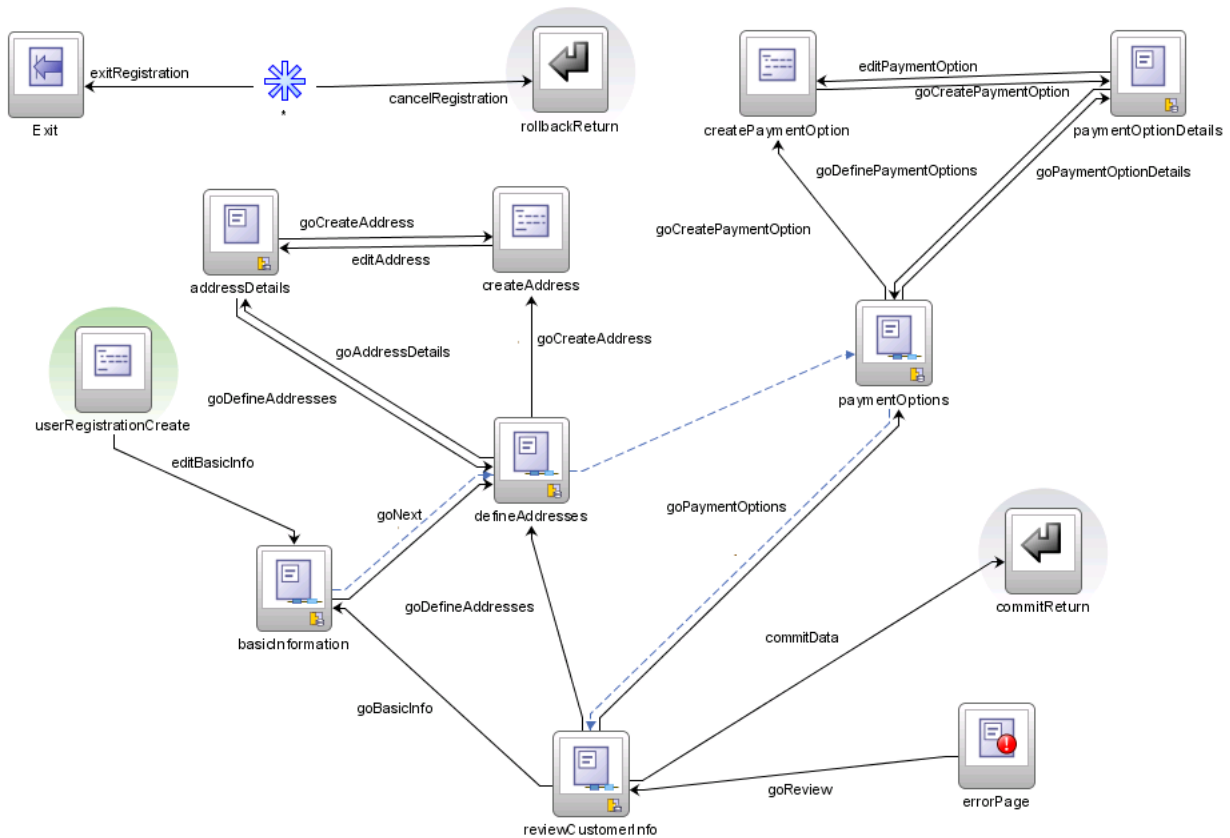 editPaymentOption
exitRegistration
cancelRegistration
goCreatePaymentOption
*
Exit
rollbackReturn
createPaymentOption
paymentOptionDetails
goDefinePaymentOptions
goPaymentOptionDetails
goCreateAddress
goCreatePaymentOption
editAddress
addressDetails
createAddress
goCreateAddress
goAddressDetails
goDefineAddresses
paymentOptions
userRegistrationCreate
editBasicInfo
goPaymentOptions
goNext
defineAddresses
goDefineAddresses
commitReturn
basicInformation
commitData
goBasicInfo
goReview
errorPage
reviewCustomerInfo